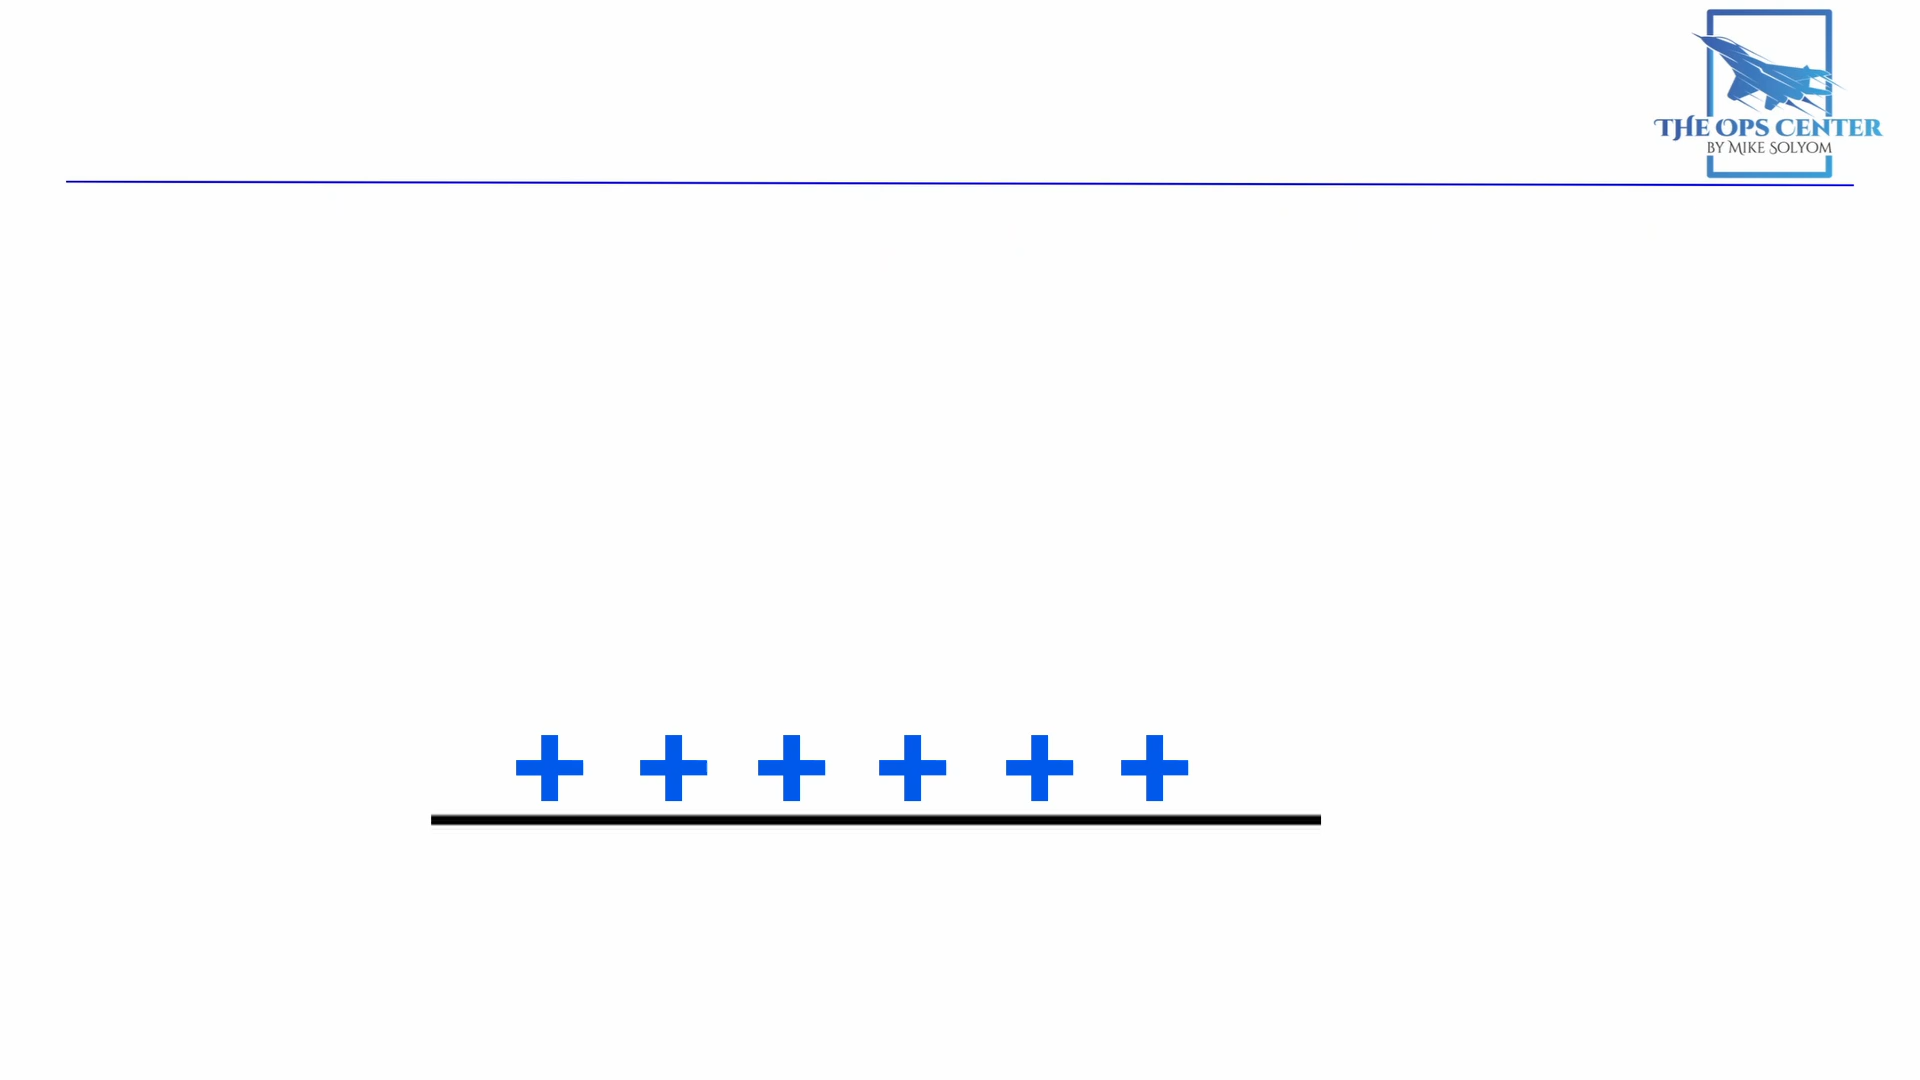 THE OPS CENTER
BY MIKE SOLYOM
+ + + + + +